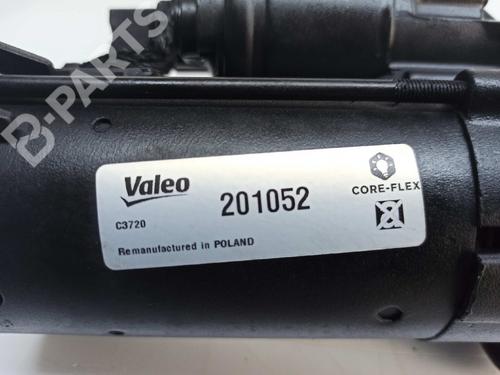 B-PARTS
Valeo
201052
CORE-FLEX
C3720
Remanufactured in POLAND